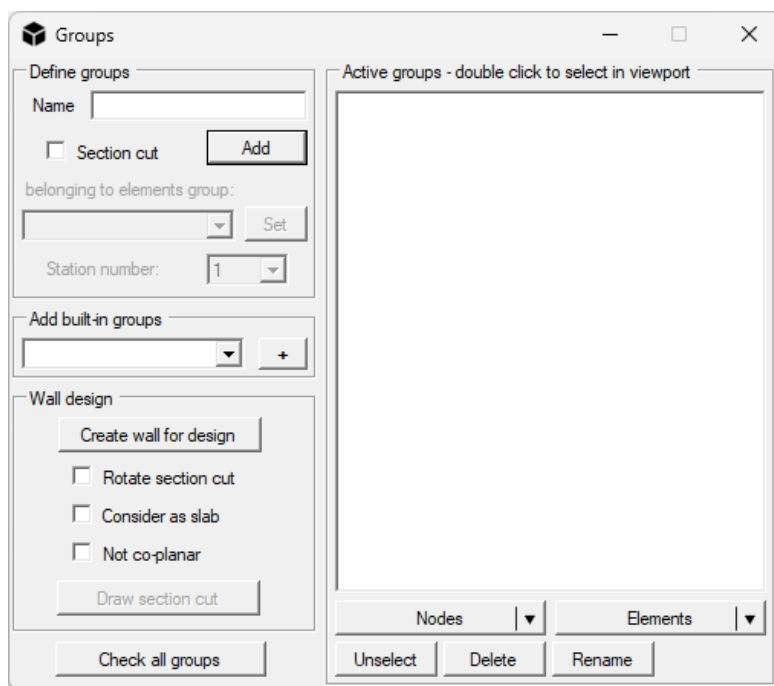 Groups
Define groups
Name
Section cut
Add
belonging to elements group:
Set
Station number:
1
Add built-in groups
+
Wall design
Create wall for design
Rotate section cut
Consider as slab
Not co-planar
Draw section cut
Check all groups
Active groups - double click to select in viewport
Nodes
Elements
Unselect
Delete
Rename